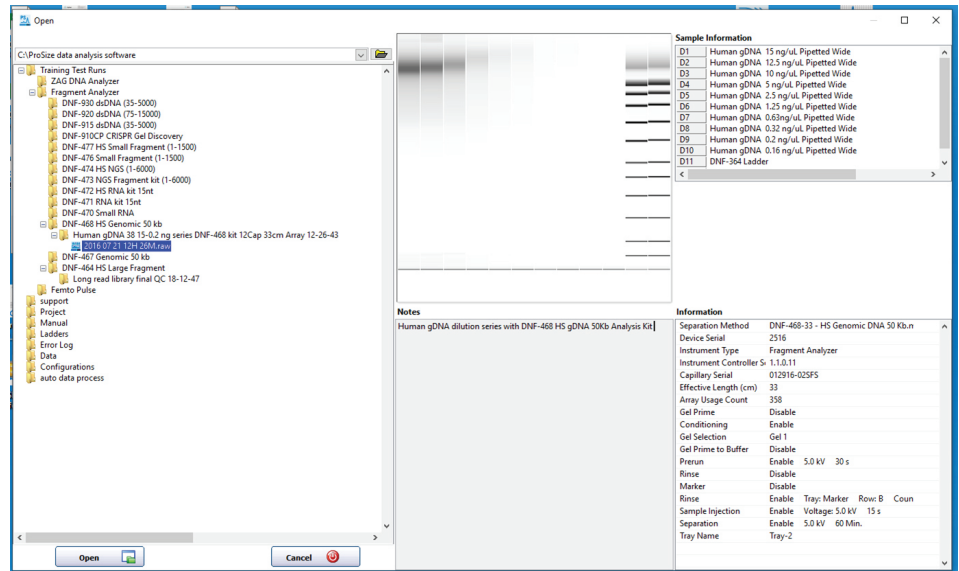 Open
C:\ProSize data analysis software
Training Test Runs
ZAG DNA Analyzer
Fragment Analyzer
DNF-930 dsDNA (35-5000)
DNF-920 dsDNA (75-15000)
DNF-915 dsDNA (35-5000)
DNF-910CP CRISPR Gel Discovery
DNF-477 HS Small Fragment (1-1500)
DNF-476 Small Fragment (1-1500)
DNF-474 HS NGS (1-6000)
DNF-473 NGS Fragment kit (1-6000)
DNF-472 HS RNA kit 15nt
DNF-471 RNA kit 15nt
DNF-470 Small RNA
DNF-468 HS Genomic 50 kb
Human gDNA 38 15-0.2 ng series DNF-468 kit 12Cap 33cm Array 12-26-43
2016 07 21 12H 26M.raw
DNF-467 Genomic 50 kb
DNF-464 HS Large Fragment
Long read library final QC 18-12-47
Femto Pulse
support
Project
Manual
Ladders
Error Log
Data
Configurations
auto data process
Open
Cancel
Notes
Human gDNA dilution series with DNF-468 HS gDNA 50Kb Analysis Kit
Sample Information
D1 Human gDNA 15 ng/uL Pipetted Wide
D2 Human gDNA 12.5 ng/uL Pipetted Wide
D3 Human gDNA 10 ng/uL Pipetted Wide
D4 Human gDNA 5 ng/uL Pipetted Wide
D5 Human gDNA 2.5 ng/uL Pipetted Wide
D6 Human gDNA 1.25 ng/uL Pipetted Wide
D7 Human gDNA 0.63ng/uL Pipetted Wide
D8 Human gDNA 0.32 ng/uL Pipetted Wide
D9 Human gDNA 0.2 ng/uL Pipetted Wide
D10 Human gDNA 0.16 ng/uL Pipetted Wide
D11 DNF-364 Ladder
Information
Separation Method DNF-468-33 - HS Genomic DNA 50 Kb.n
Device Serial 2516
Instrument Type Fragment Analyzer
Instrument Controller S 1.1.0.11
Capillary Serial 012916-02SFS
Effective Length (cm) 33
Array Usage Count 358
Gel Prime Disable
Conditioning Enable
Gel Selection Gel 1
Gel Prime to Buffer Disable
Prerun Enable 5.0 kV 30 s
Rinse Disable
Marker Disable
Rinse Enable Tray: Marker Row: B Coun
Sample Injection Enable Voltage: 5.0 kV 15 s
Separation Enable 5.0 kV 60 Min.
Tray Name Tray-2